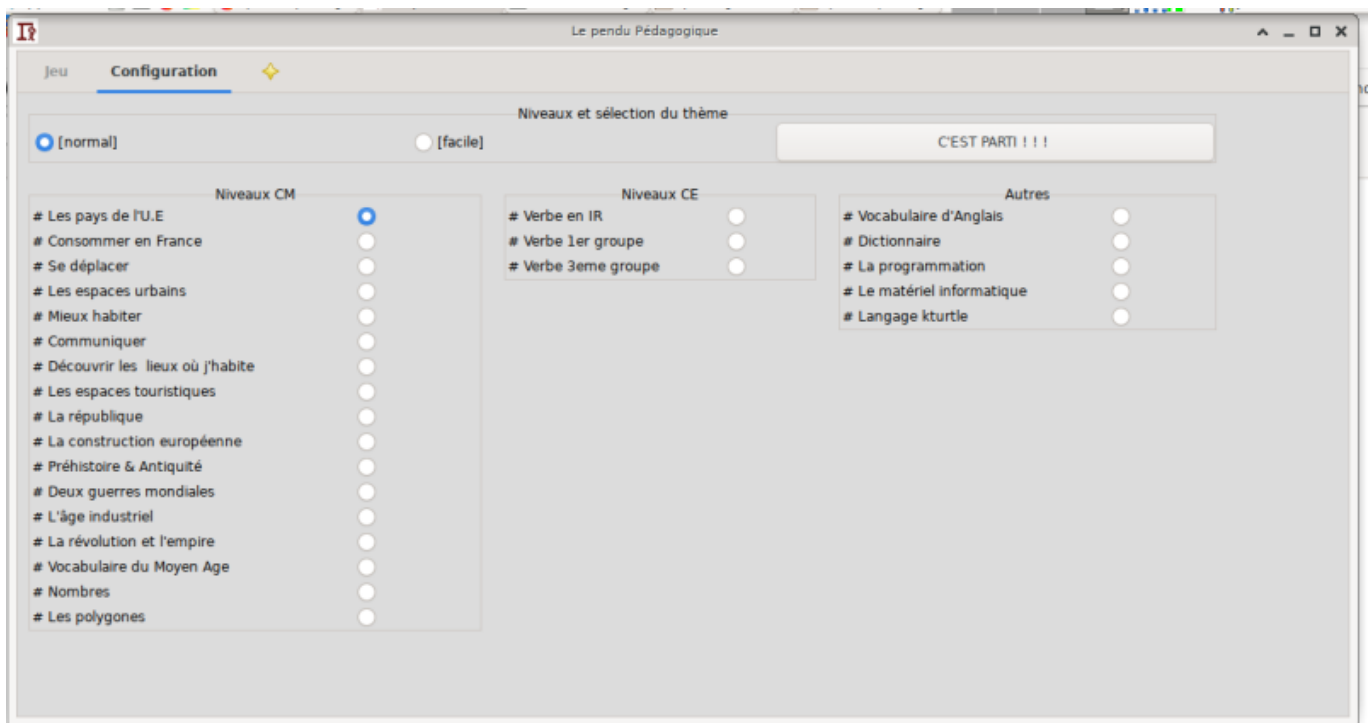 Le pendu Pédagogique
Jeu Configuration
Niveaux et sélection du thème
[normal] [facile] C'EST PARTI ! ! !
Niveaux CM
# Les pays de l'U.E
# Consommer en France
# Se déplacer
# Les espaces urbains
# Mieux habiter
# Communiquer
# Découvrir les  lieux où j'habite
# Les espaces touristiques
# La république
# La construction européenne
# Préhistoire & Antiquité
# Deux guerres mondiales
# L'âge industriel
# La révolution et l'empire
# Vocabulaire du Moyen Age
# Nombres
# Les polygones
Niveaux CE
# Verbe en IR
# Verbe 1er groupe
# Verbe 3eme groupe
Autres
# Vocabulaire d'Anglais
# Dictionnaire
# La programmation
# Le matériel informatique
# Langage kturtle